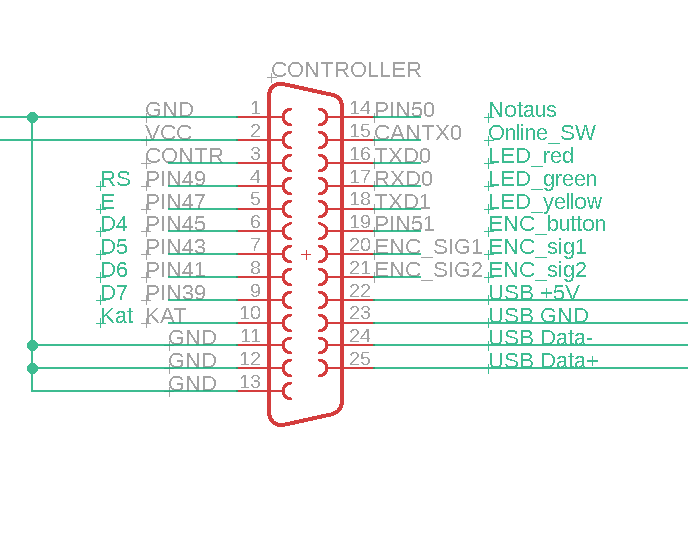 CONTROLLER
GND 1 14 PIN50 Notaus
VCC 2 15 CANTX0 Online_SW
CONTR 3 16 TXD0 LED_red
RS PIN49 4 17 RXD0 LED_green
E PIN47 5 18 TXD1 LED_yellow
D4 PIN45 6 19 PIN51 ENC_button
D5 PIN43 7 20 ENC_SIG1 ENC_sig1
D6 PIN41 8 21 ENC_SIG2 ENC_sig2
D7 PIN39 9 22 USB +5V
Kat KAT 10 23 USB GND
GND 11 24 USB Data-
GND 12 25 USB Data+
GND 13